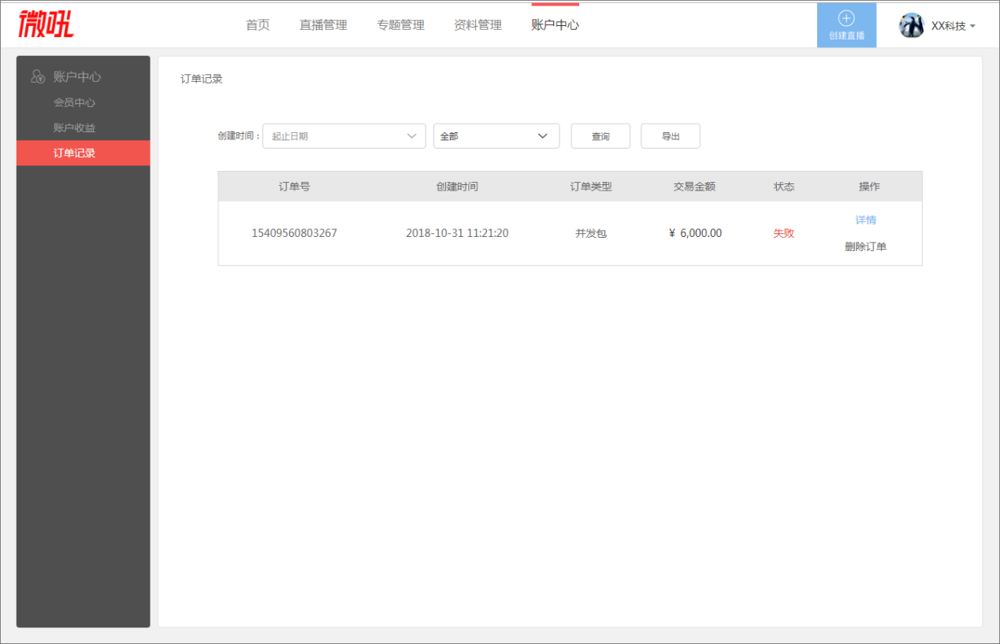 微吼
首页 直播管理 专题管理 资料管理 账户中心
创建直播
XX科技
账户中心
会员中心
账户收益
订单记录
订单记录
创建时间： 起止日期 全部 查询 导出
订单号 创建时间 订单类型 交易金额 状态 操作
15409560803267 2018-10-31 11:21:20 并发包 ¥ 6,000.00 失败 详情
删除订单